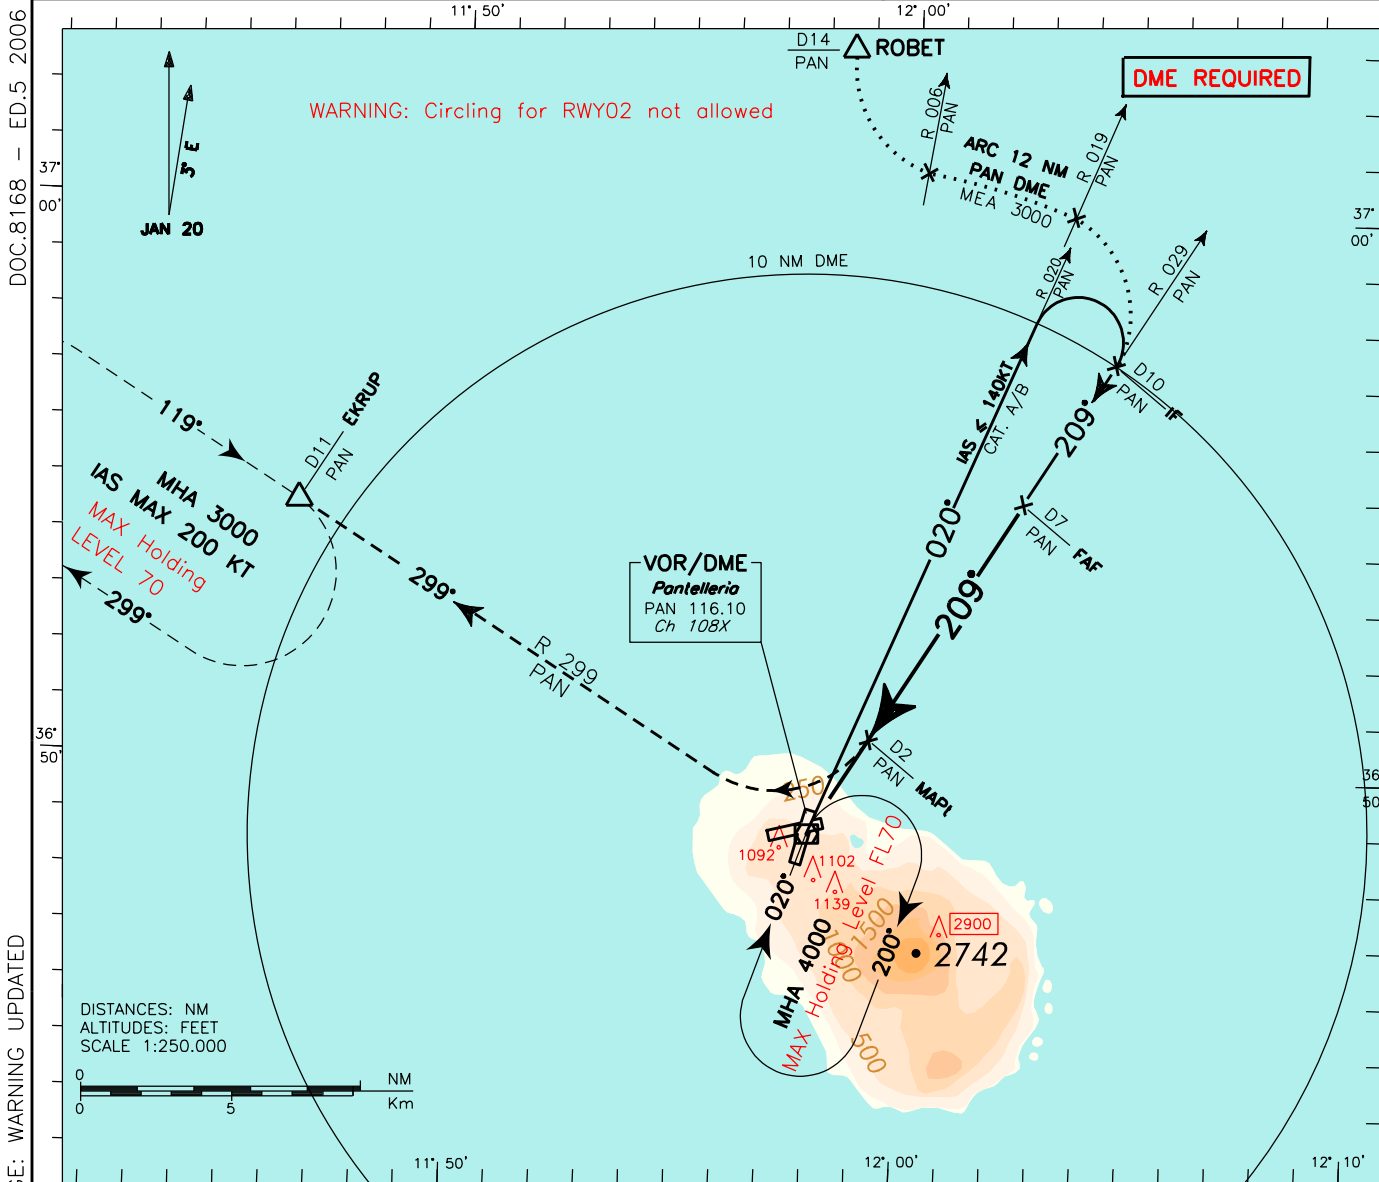 DOC.8168 - ED.5 2006
WARNING UPDATED
11° 50'
12° 00'
D14
PAN
ROBET
DME REQUIRED
WARNING: Circling for RWY02 not allowed
3° E
JAN 20
37°
00'
37°
00'
R 006
PAN
R 019
PAN
ARC 12 NM
PAN DME
MEA 3000
R 029
PAN
R 020
PAN
10 NM DME
D10
PAN
IF
209°
IAS ≤ 140KT
CAT. A/B
119°
D11
PAN
EKRUP
MHA 3000
IAS MAX 200 KT
MAX Holding
LEVEL 70
299°
299°
R 299
PAN
020°
D7
PAN
FAF
209°
VOR/DME
Pantelleria
PAN 116.10
Ch 108X
36°
50'
36
50'
D2
PAN
MAPt
250
1092
1102
1139
020°
MHA 4000
MAX Holding Level FL70
1000
1500
500
200°
2900
2742
DISTANCES: NM
ALTITUDES: FEET
SCALE 1:250.000
0
NM
0
5
Km
11° 50'
12° 00'
12° 10'